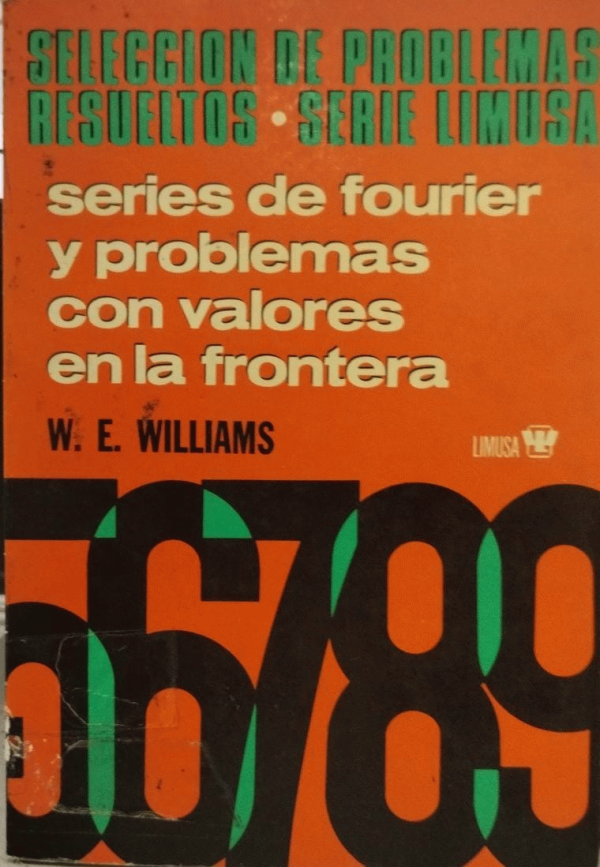 SELECCION DE PROBLEMAS
RESUELTOS • SERIE LIMUSA
series de fourier
y problemas
con valores
en la frontera
W. E. WILLIAMS
LIMUSA
56789